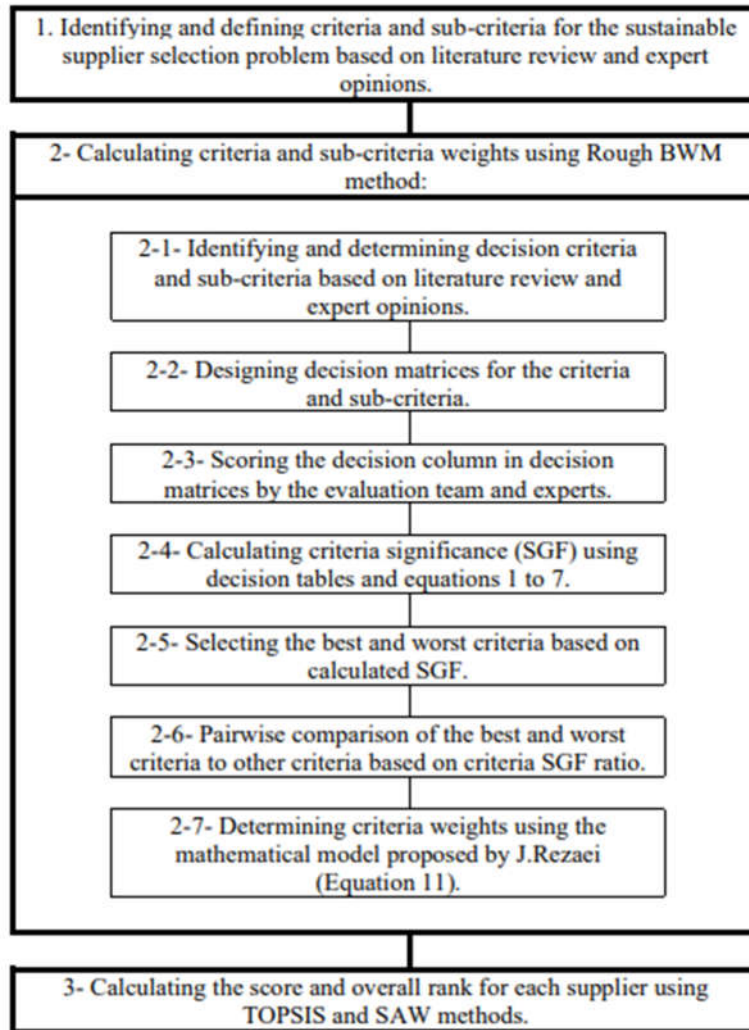 1. Identifying and defining criteria and sub-criteria for the sustainable
supplier selection problem based on literature review and expert
opinions.
2- Calculating criteria and sub-criteria weights using Rough BWM
method:
2-1- Identifying and determining decision criteria
and sub-criteria based on literature review and
expert opinions.
2-2- Designing decision matrices for the criteria
and sub-criteria.
2-3- Scoring the decision column in decision
matrices by the evaluation team and experts.
2-4- Calculating criteria significance (SGF) using
decision tables and equations 1 to 7.
2-5- Selecting the best and worst criteria based on
calculated SGF.
2-6- Pairwise comparison of the best and worst
criteria to other criteria based on criteria SGF ratio.
2-7- Determining criteria weights using the
mathematical model proposed by J.Rezaei
(Equation 11).
3- Calculating the score and overall rank for each supplier using
TOPSIS and SAW methods.